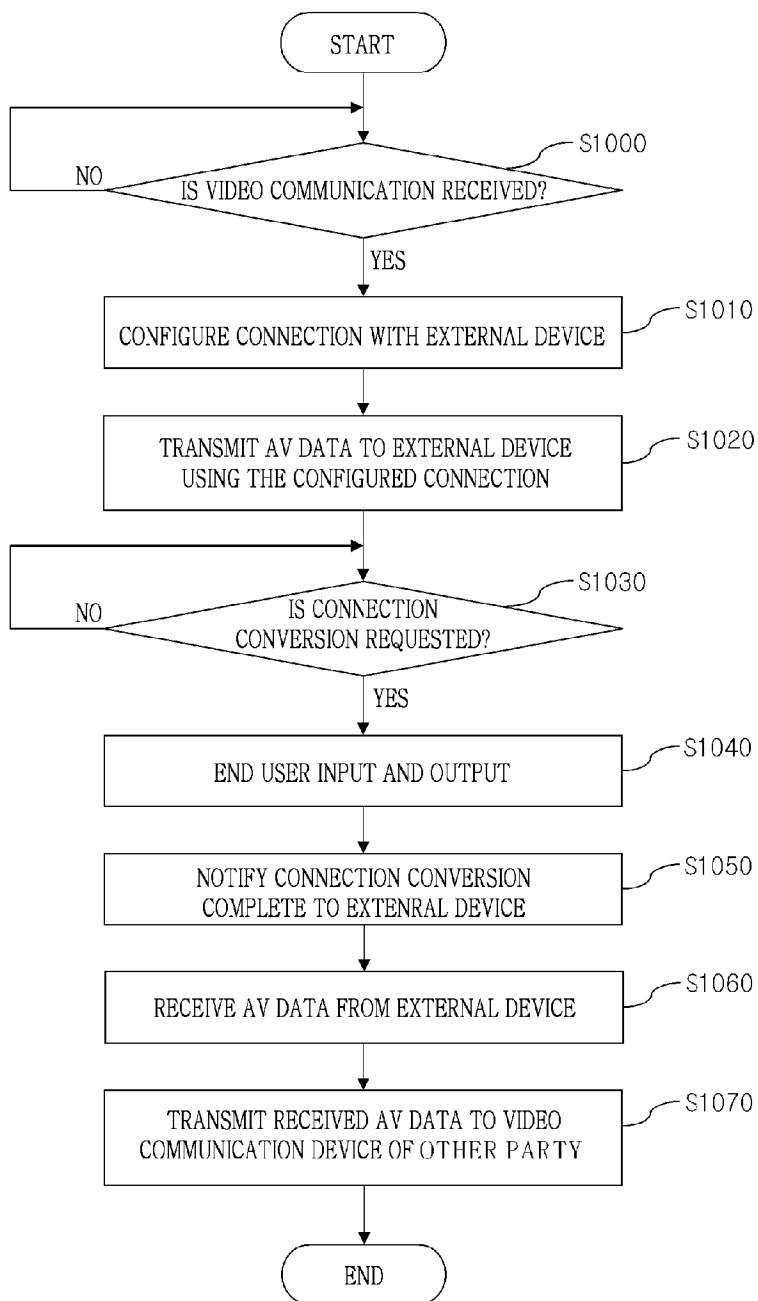 START
S1000
NO
IS VIDEO COMMUNICATION RECEIVED?
YES
S1010
CONFIGURE CONNECTION WITH EXTERNAL DEVICE
S1020
TRANSMIT AV DATA TO EXTERNAL DEVICE
USING THE CONFIGURED CONNECTION
S1030
NO
IS CONNECTION
CONVERSION REQUESTED?
YES
S1040
END USER INPUT AND OUTPUT
S1050
NOTIFY CONNECTION CONVERSION
COMPLETE TO EXTENRAL DEVICE
S1060
RECEIVE AV DATA FROM EXTERNAL DEVICE
S1070
TRANSMIT RECEIVED AV DATA TO VIDEO
COMMUNICATION DEVICE OF OTHER PARTY
END